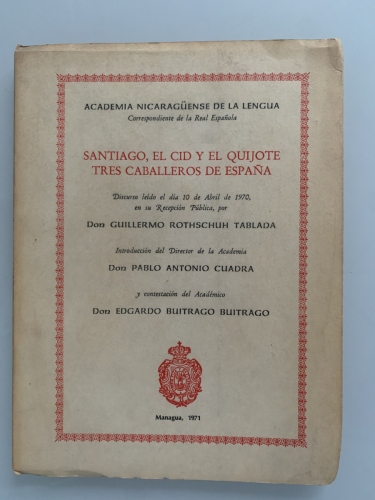 ACADEMIA NICARAGÜENSE DE LA LENGUA
Correspondiente de la Real Española
SANTIAGO, EL CID Y EL QUIJOTE
TRES CABALLEROS DE ESPAÑA
Discurso leído el día 10 de Abril de 1970,
en su Recepción Pública, por
Don GUILLERMO ROTHSCHUH TABLADA
Introducción del Director de la Academia
Don PABLO ANTONIO CUADRA
y contestación del Académico
Don EDGARDO BUITRAGO BUITRAGO
Managua, 1971